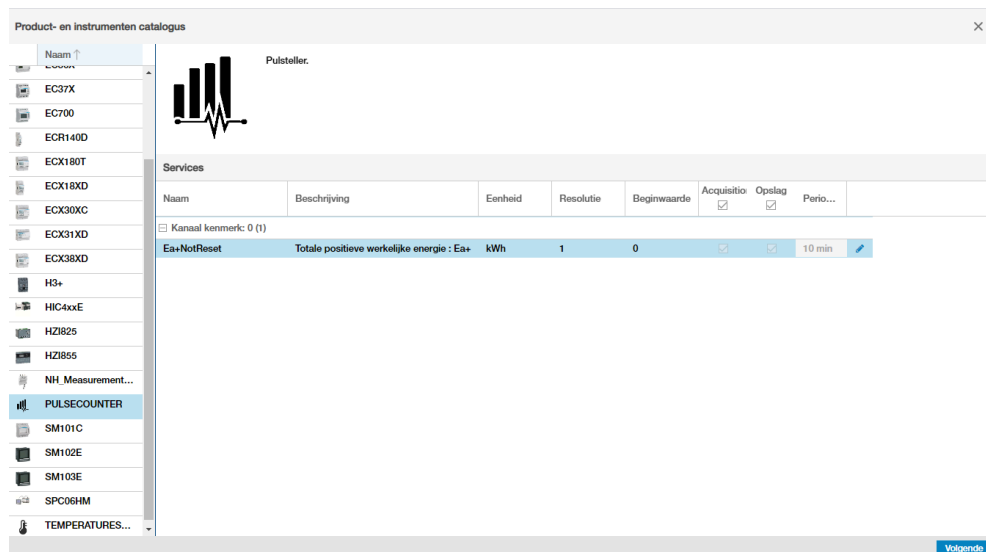 Product- en instrumenten catalogus
Naam
EC37X
EC700
ECR140D
ECX180T
ECX18XD
ECX30XC
ECX31XD
ECX38XD
H3+
HIC4xxE
HZI825
HZI855
NH_Measurement...
PULSECOUNTER
SM101C
SM102E
SM103E
SPC06HM
TEMPERATURES...
Pulsteller.
Services
Naam Beschrijving Eenheid Resolutie Beginwaarde Acquisitio Opslag Perio...
Kanaal kenmerk: 0 (1)
Ea+NotReset Totale positieve werkelijke energie : Ea+ kWh 1 0 10 min
Volgende